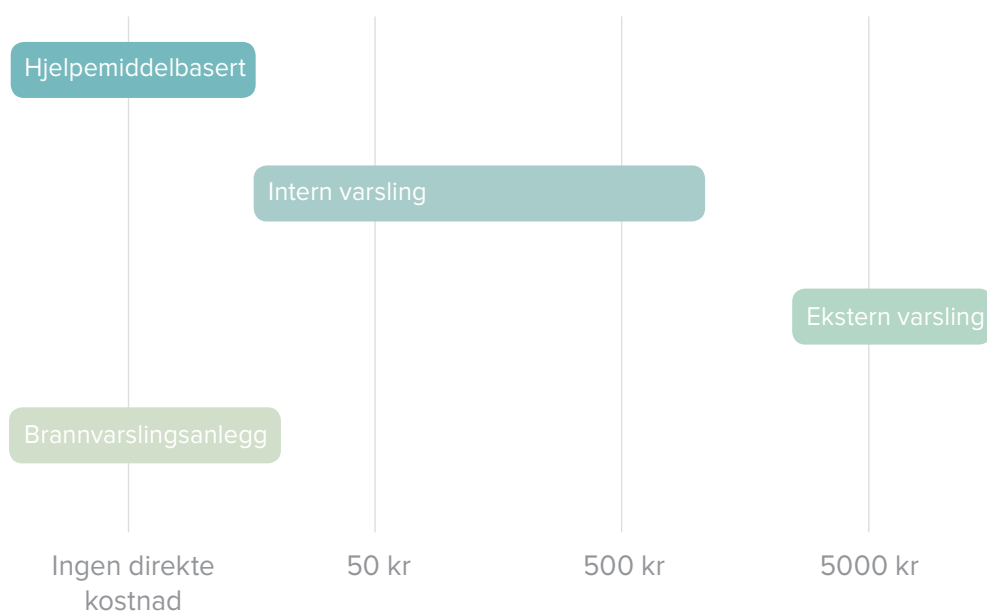 Hjelpemiddelbasert
Intern varsling
Ekstern varsling
Brannvarslingsanlegg
Ingen direkte
kostnad
50 kr
500 kr
5000 kr